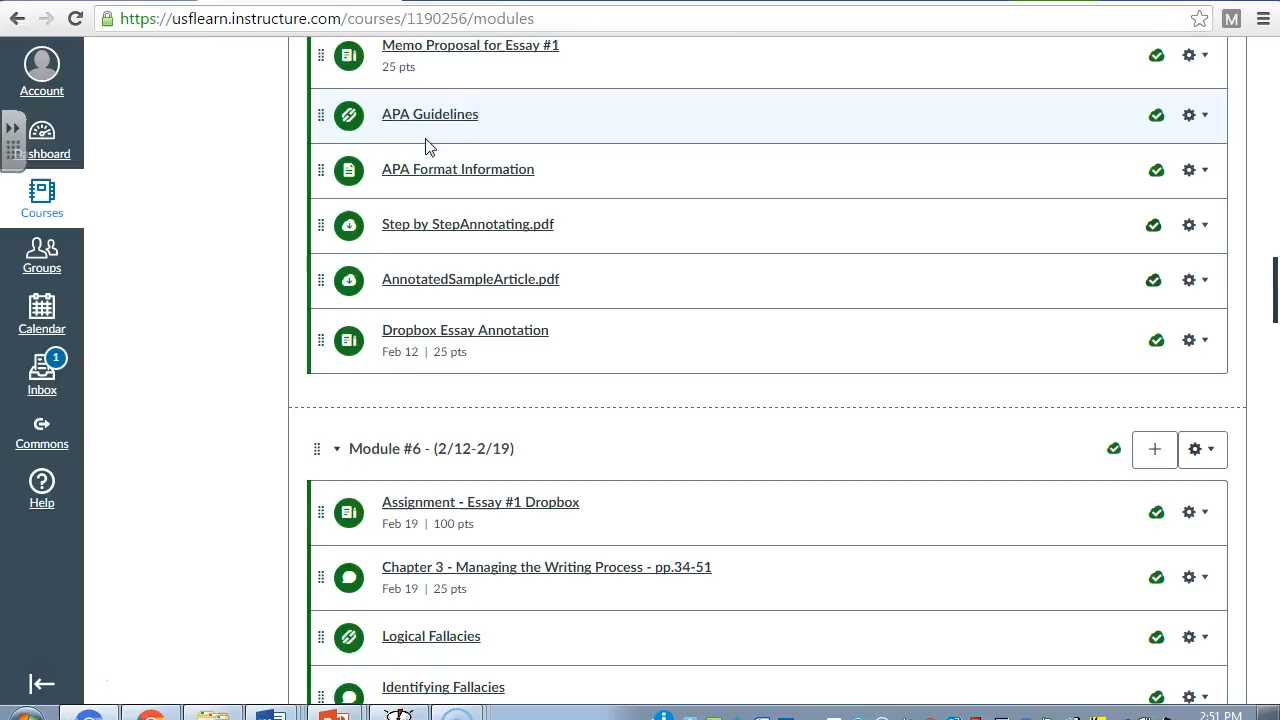 https://usflearn.instructure.com/courses/1190256/modules
M
Account
Dashboard
Courses
Groups
Calendar
1
Inbox
Commons
Help
Memo Proposal for Essay #1
25 pts
APA Guidelines
APA Format Information
Step by StepAnnotating.pdf
AnnotatedSampleArticle.pdf
Dropbox Essay Annotation
Feb 12 | 25 pts
Module #6 - (2/12-2/19)
Assignment - Essay #1 Dropbox
Feb 19 | 100 pts
Chapter 3 - Managing the Writing Process - pp.34-51
Feb 19 | 25 pts
Logical Fallacies
Identifying Fallacies
2:51 PM